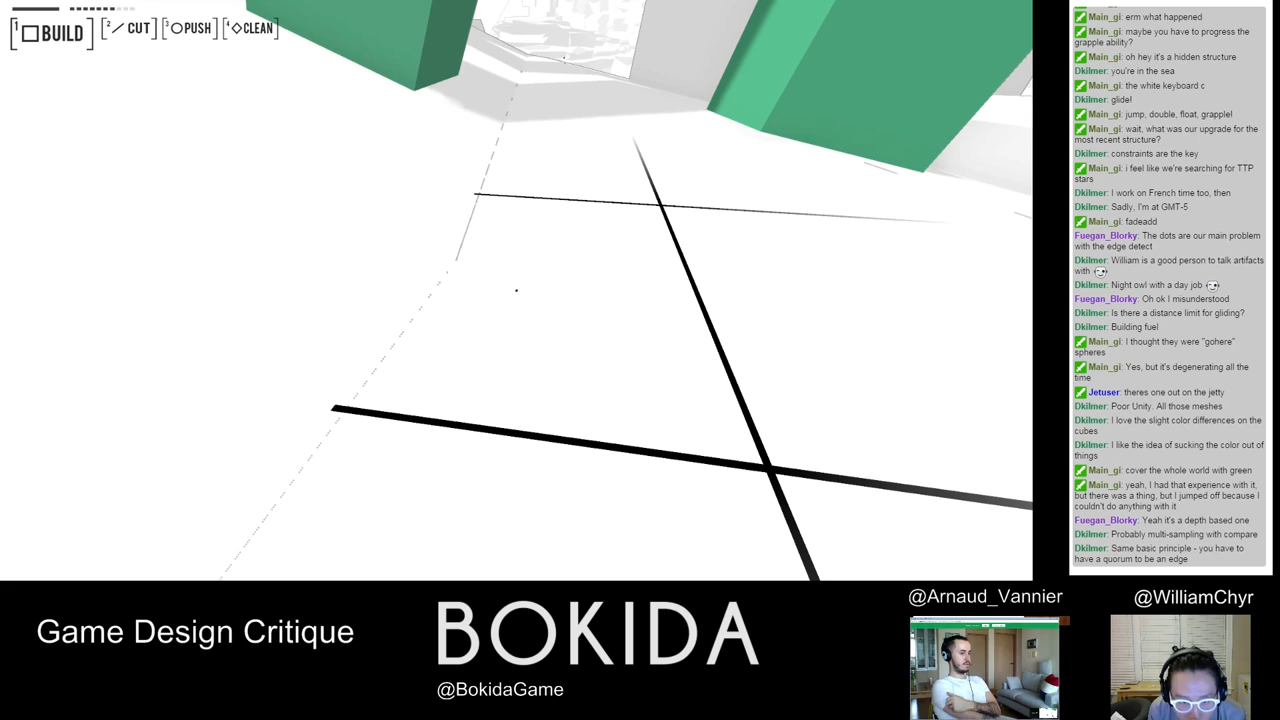 1 BUILD 2 CUT 3 PUSH 4 CLEAN
Main_gi: erm what happened
Main_gi: maybe you have to progress the
grapple ability?
Main_gi: oh hey it's a hidden structure
Dkilmer: you're in the sea
Main_gi: the white keyboard c
Dkilmer: glide!
Main_gi: jump, double, float, grapple!
Main_gi: wait, what was our upgrade for the
most recent structure?
Dkilmer: constraints are the key
Main_gi: i feel like we're searching for TTP
stars
Dkilmer: I work on French time too, then
Dkilmer: Sadly, I'm at GMT-5
Main_gi: fadeadd
Fuegan_Blorky: The dots are our main problem
with the edge detect
Dkilmer: William is a good person to talk artifacts
with
Dkilmer: Night owl with a day job
Fuegan_Blorky: Oh ok I misunderstood
Dkilmer: Is there a distance limit for gliding?
Dkilmer: Building fuel
Main_gi: I thought they were "gohere"
spheres
Main_gi: Yes, but it's degenerating all the
time
Jetuser: theres one out on the jetty
Dkilmer: Poor Unity. All those meshes
Dkilmer: I love the slight color differences on the
cubes
Dkilmer: I like the idea of sucking the color out of
things
Main_gi: cover the whole world with green
Main_gi: yeah, I had that experience with it,
but there was a thing, but I jumped off because I
couldn't do anything with it
Fuegan_Blorky: Yeah it's a depth based one
Dkilmer: Probably multi-sampling with compare
Dkilmer: Same basic principle - you have to
have a quorum to be an edge
Game Design Critique
BOKIDA
@BokidaGame
@Arnaud_Vannier
@WilliamChyr